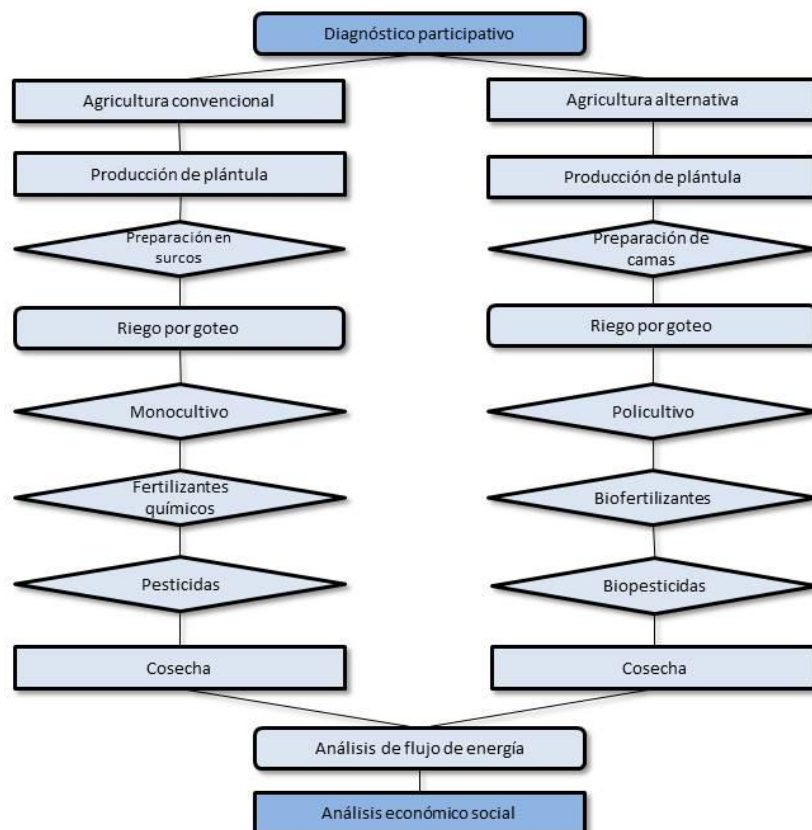 Diagnóstico participativo
Agricultura convencional
Agricultura alternativa
Producción de plántula
Producción de plántula
Preparación en
surcos
Preparación de
camas
Riego por goteo
Riego por goteo
Monocultivo
Policultivo
Fertilizantes
químicos
Biofertilizantes
Pesticidas
Biopesticidas
Cosecha
Cosecha
Análisis de flujo de energía
Análisis económico social